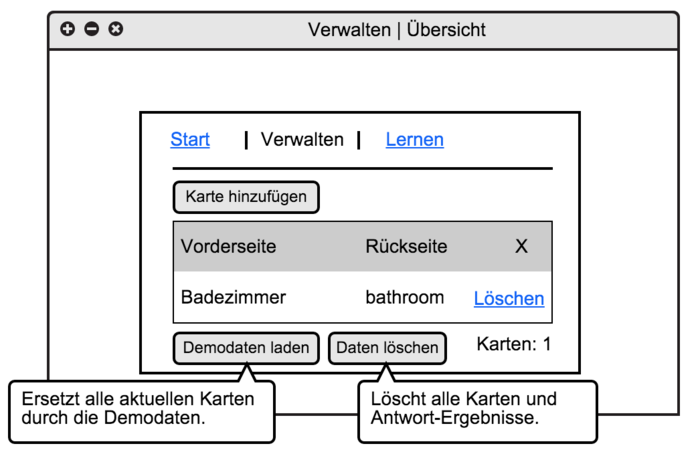 Verwalten | Übersicht
Start | Verwalten | Lernen
Karte hinzufügen
Vorderseite Rückseite X
Badezimmer bathroom Löschen
Demodaten laden Daten löschen Karten: 1
Ersetzt alle aktuellen Karten
durch die Demodaten.
Löscht alle Karten und
Antwort-Ergebnisse.